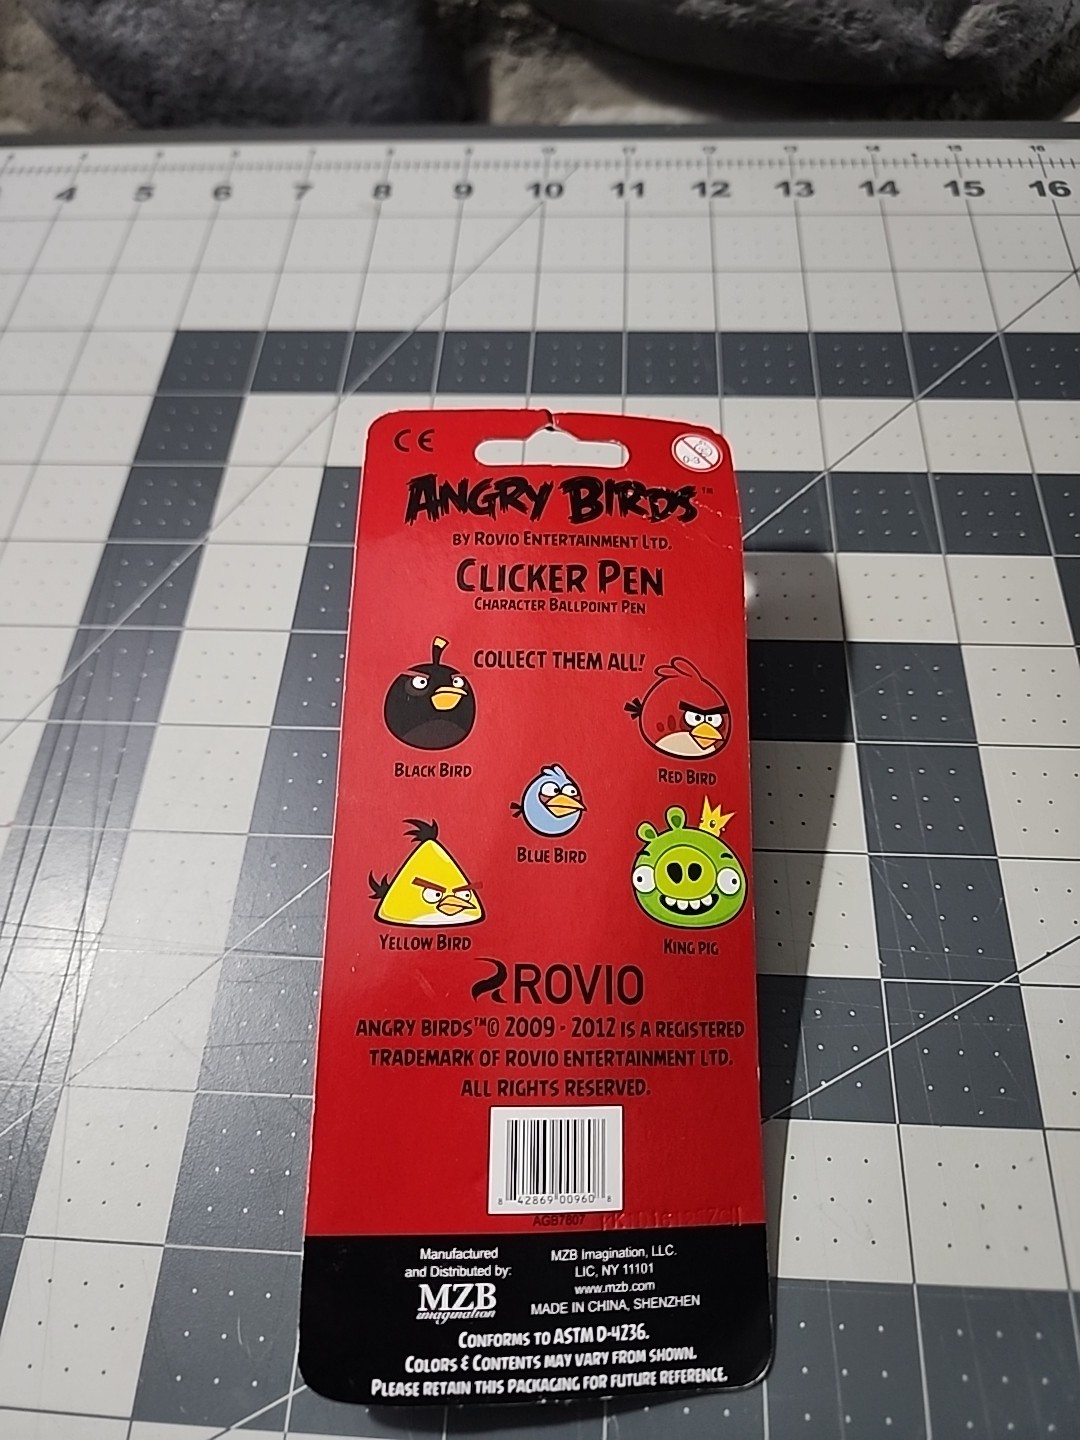 4 5 6 7 8 9 10 11 12 13 14 15 16
CE
0-3
ANGRY BIRDS™
BY ROVIO ENTERTAINMENT LTD.
CLICKER PEN
CHARACTER BALLPOINT PEN
COLLECT THEM ALL!
BLACK BIRD
RED BIRD
BLUE BIRD
YELLOW BIRD
KING PIG
ROVIO
ANGRY BIRDS™© 2009 - 2012 IS A REGISTERED
TRADEMARK OF ROVIO ENTERTAINMENT LTD.
ALL RIGHTS RESERVED.
8 42869 00960 8
AGB7807
Manufactured
and Distributed by:
MZB
imagination
MZB Imagination, LLC.
LIC, NY 11101
www.mzb.com
MADE IN CHINA, SHENZHEN
CONFORMS TO ASTM D-4236.
COLORS & CONTENTS MAY VARY FROM SHOWN.
PLEASE RETAIN THIS PACKAGING FOR FUTURE REFERENCE.